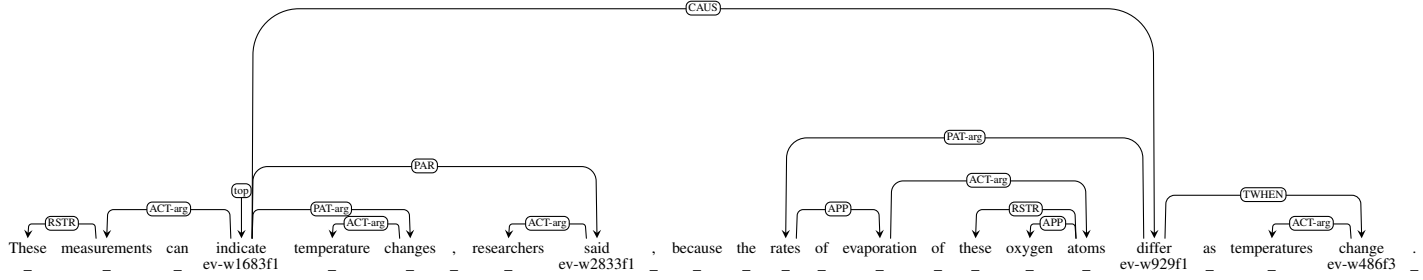 CAUS
PAT-arg
PAR
top ACT-arg TWHEN
ACT-arg PAT-arg APP
RSTR ACT-arg ACT-arg RSTR APP ACT-arg
These measurements can indicate temperature changes , researchers said , because the rates of evaporation of these oxygen atoms differ as temperatures change .
_ _ _ ev-w1683f1 _ _ _ _ ev-w2833f1 _ _ _ _ _ _ _ _ _ _ ev-w929f1 _ _ ev-w486f3 _